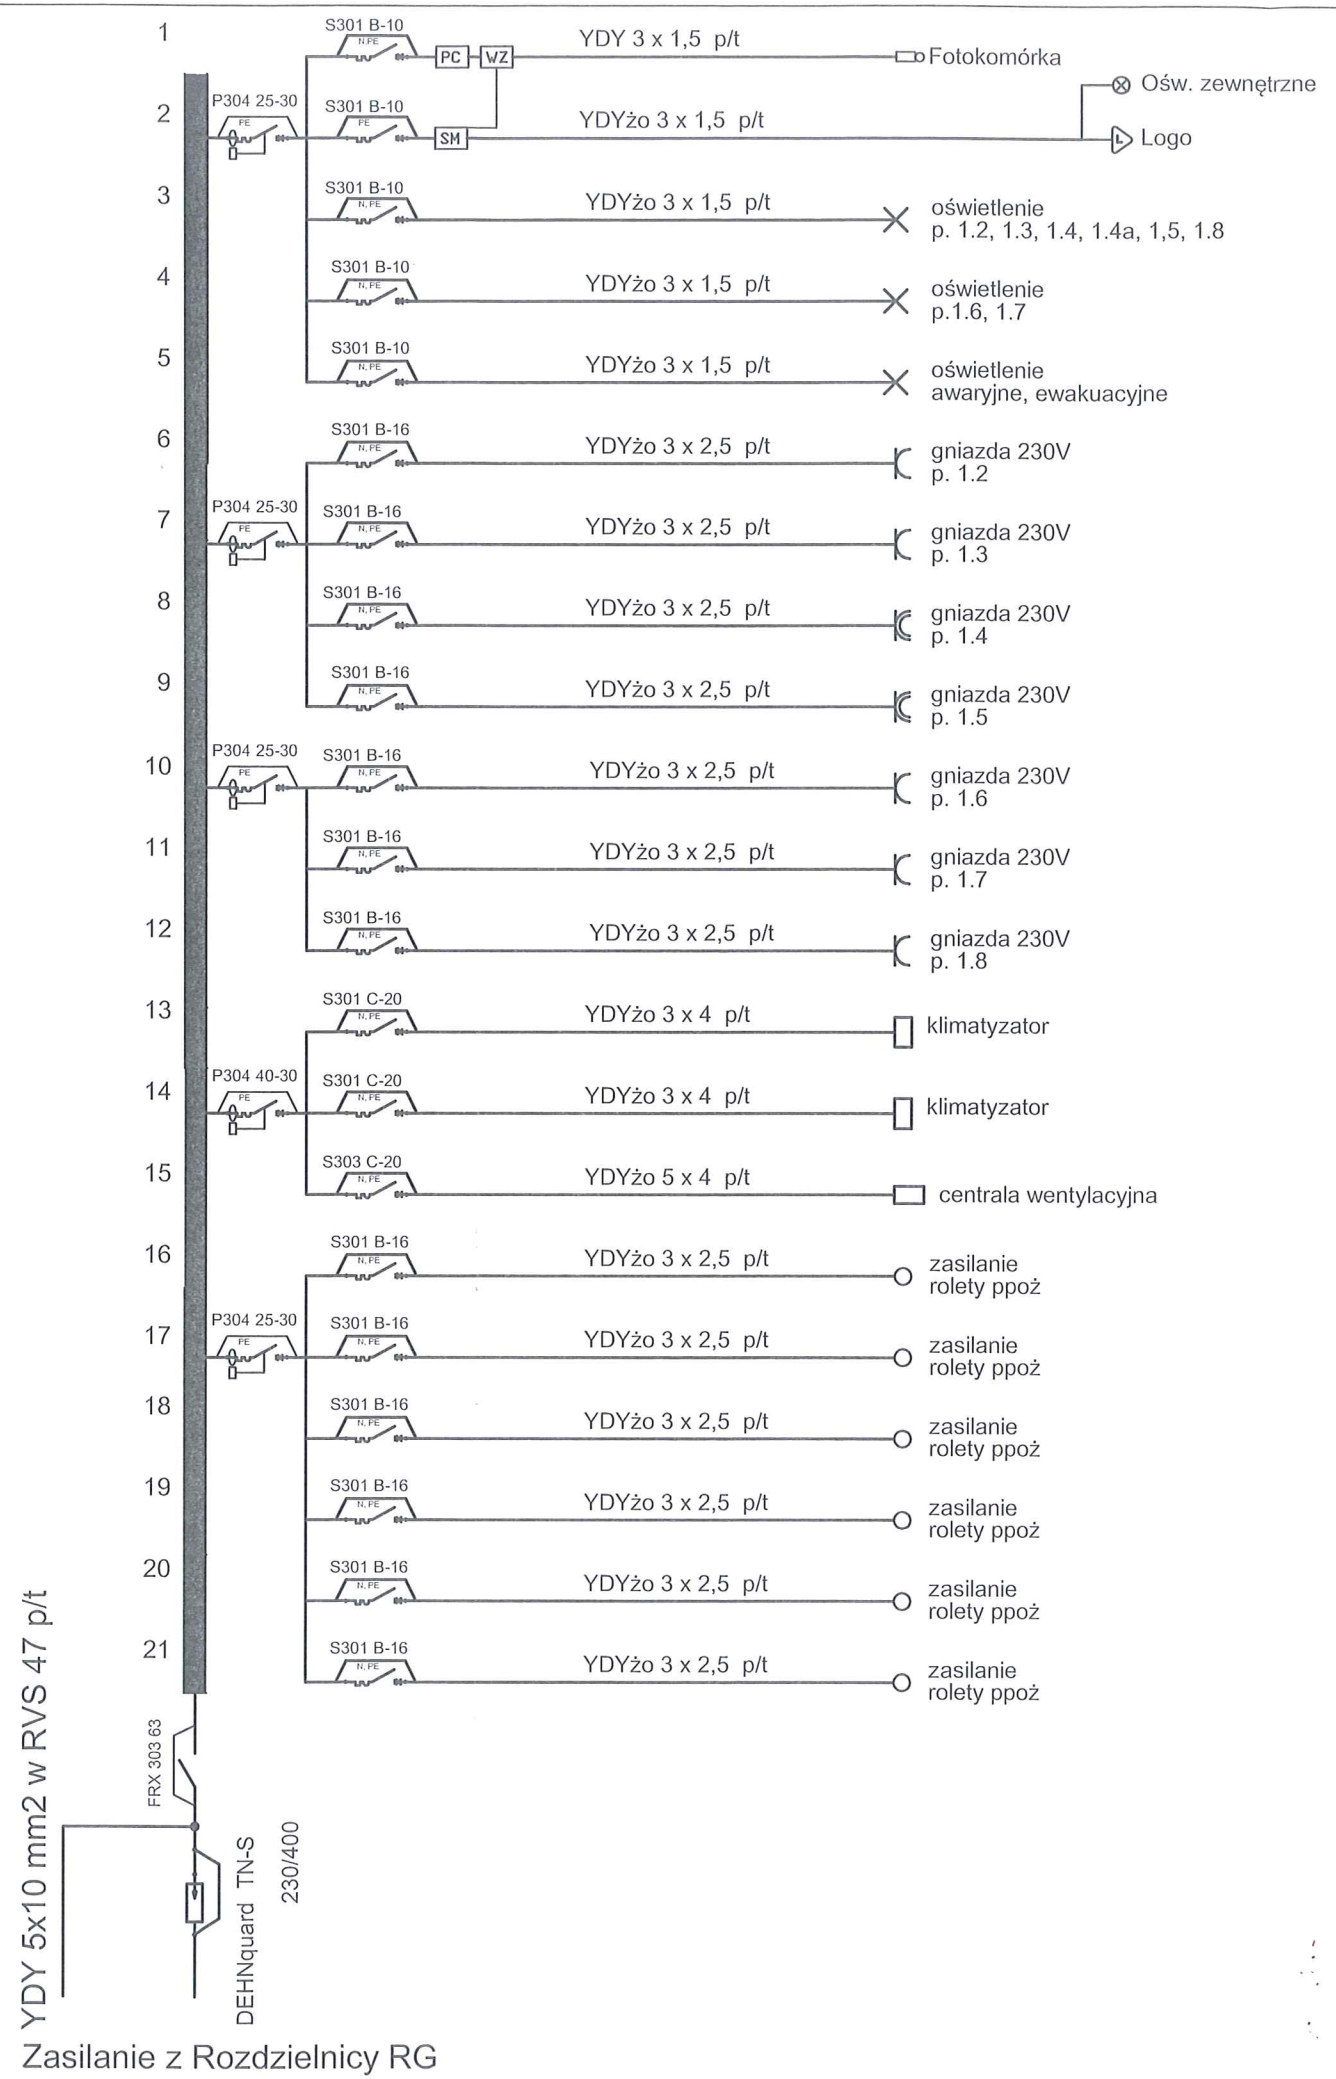 1
S301 B-10
N.PE
PC
WZ
YDY 3 x 1,5 p/t
Fotokomórka
Ośw. zewnętrzne
2
P304 25-30
PE
S301 B-10
PE
SM
YDYżo 3 x 1,5 p/t
L
Logo
3
S301 B-10
N, PE
YDYżo 3 x 1,5 p/t
oświetlenie
p. 1.2, 1.3, 1.4, 1.4a, 1,5, 1.8
4
S301 B-10
N, PE
YDYżo 3 x 1,5 p/t
oświetlenie
p.1.6, 1.7
5
S301 B-10
N, PE
YDYżo 3 x 1,5 p/t
oświetlenie
awaryjne, ewakuacyjne
6
S301 B-16
N, PE
YDYżo 3 x 2,5 p/t
gniazda 230V
p. 1.2
7
P304 25-30
PE
S301 B-16
N, PE
YDYżo 3 x 2,5 p/t
gniazda 230V
p. 1.3
8
S301 B-16
N, PE
YDYżo 3 x 2,5 p/t
gniazda 230V
p. 1.4
9
S301 B-16
N, PE
YDYżo 3 x 2,5 p/t
gniazda 230V
p. 1.5
10
P304 25-30
PE
S301 B-16
N, PE
YDYżo 3 x 2,5 p/t
gniazda 230V
p. 1.6
11
S301 B-16
N, PE
YDYżo 3 x 2,5 p/t
gniazda 230V
p. 1.7
12
S301 B-16
N, PE
YDYżo 3 x 2,5 p/t
gniazda 230V
p. 1.8
13
S301 C-20
N, PE
YDYżo 3 x 4 p/t
klimatyzator
14
P304 40-30
PE
S301 C-20
N, PE
YDYżo 3 x 4 p/t
klimatyzator
15
S303 C-20
N, PE
YDYżo 5 x 4 p/t
centrala wentylacyjna
16
S301 B-16
N, PE
YDYżo 3 x 2,5 p/t
zasilanie
rolety ppoż
17
P304 25-30
PE
S301 B-16
N, PE
YDYżo 3 x 2,5 p/t
zasilanie
rolety ppoż
18
S301 B-16
N, PE
YDYżo 3 x 2,5 p/t
zasilanie
rolety ppoż
19
S301 B-16
N, PE
YDYżo 3 x 2,5 p/t
zasilanie
rolety ppoż
20
S301 B-16
N, PE
YDYżo 3 x 2,5 p/t
zasilanie
rolety ppoż
21
S301 B-16
N, PE
YDYżo 3 x 2,5 p/t
zasilanie
rolety ppoż
YDY 5x10 mm2 w RVS 47 p/t
FRX 303 63
DEHNquard TN-S
230/400
Zasilanie z Rozdzielnicy RG